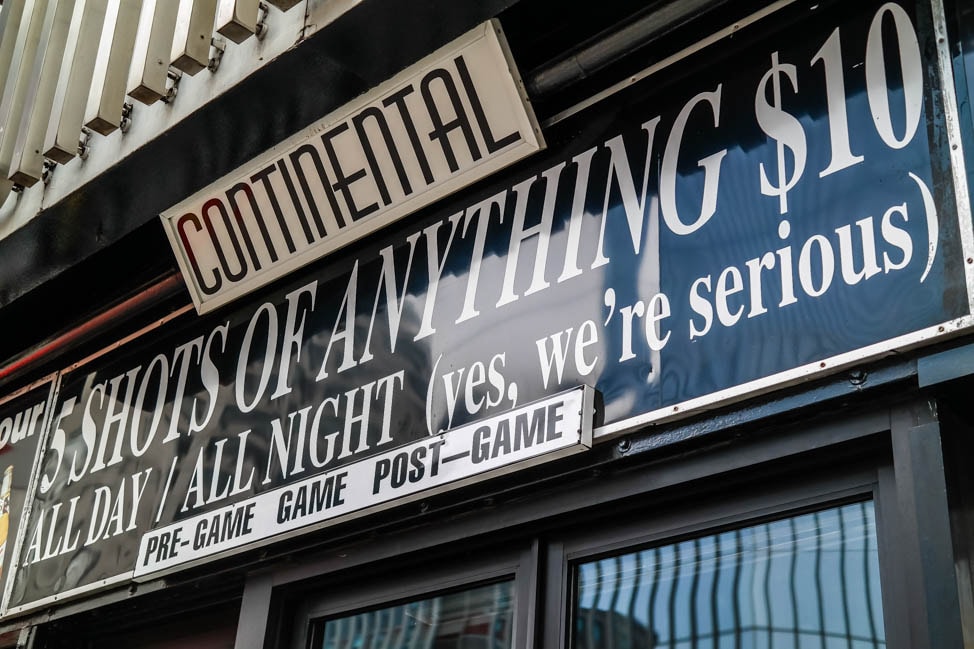 CONTINENTAL
5 SHOTS OF ANYTHING $10
ALL DAY / ALL NIGHT (yes, we're serious)
PRE-GAME GAME POST-GAME
our